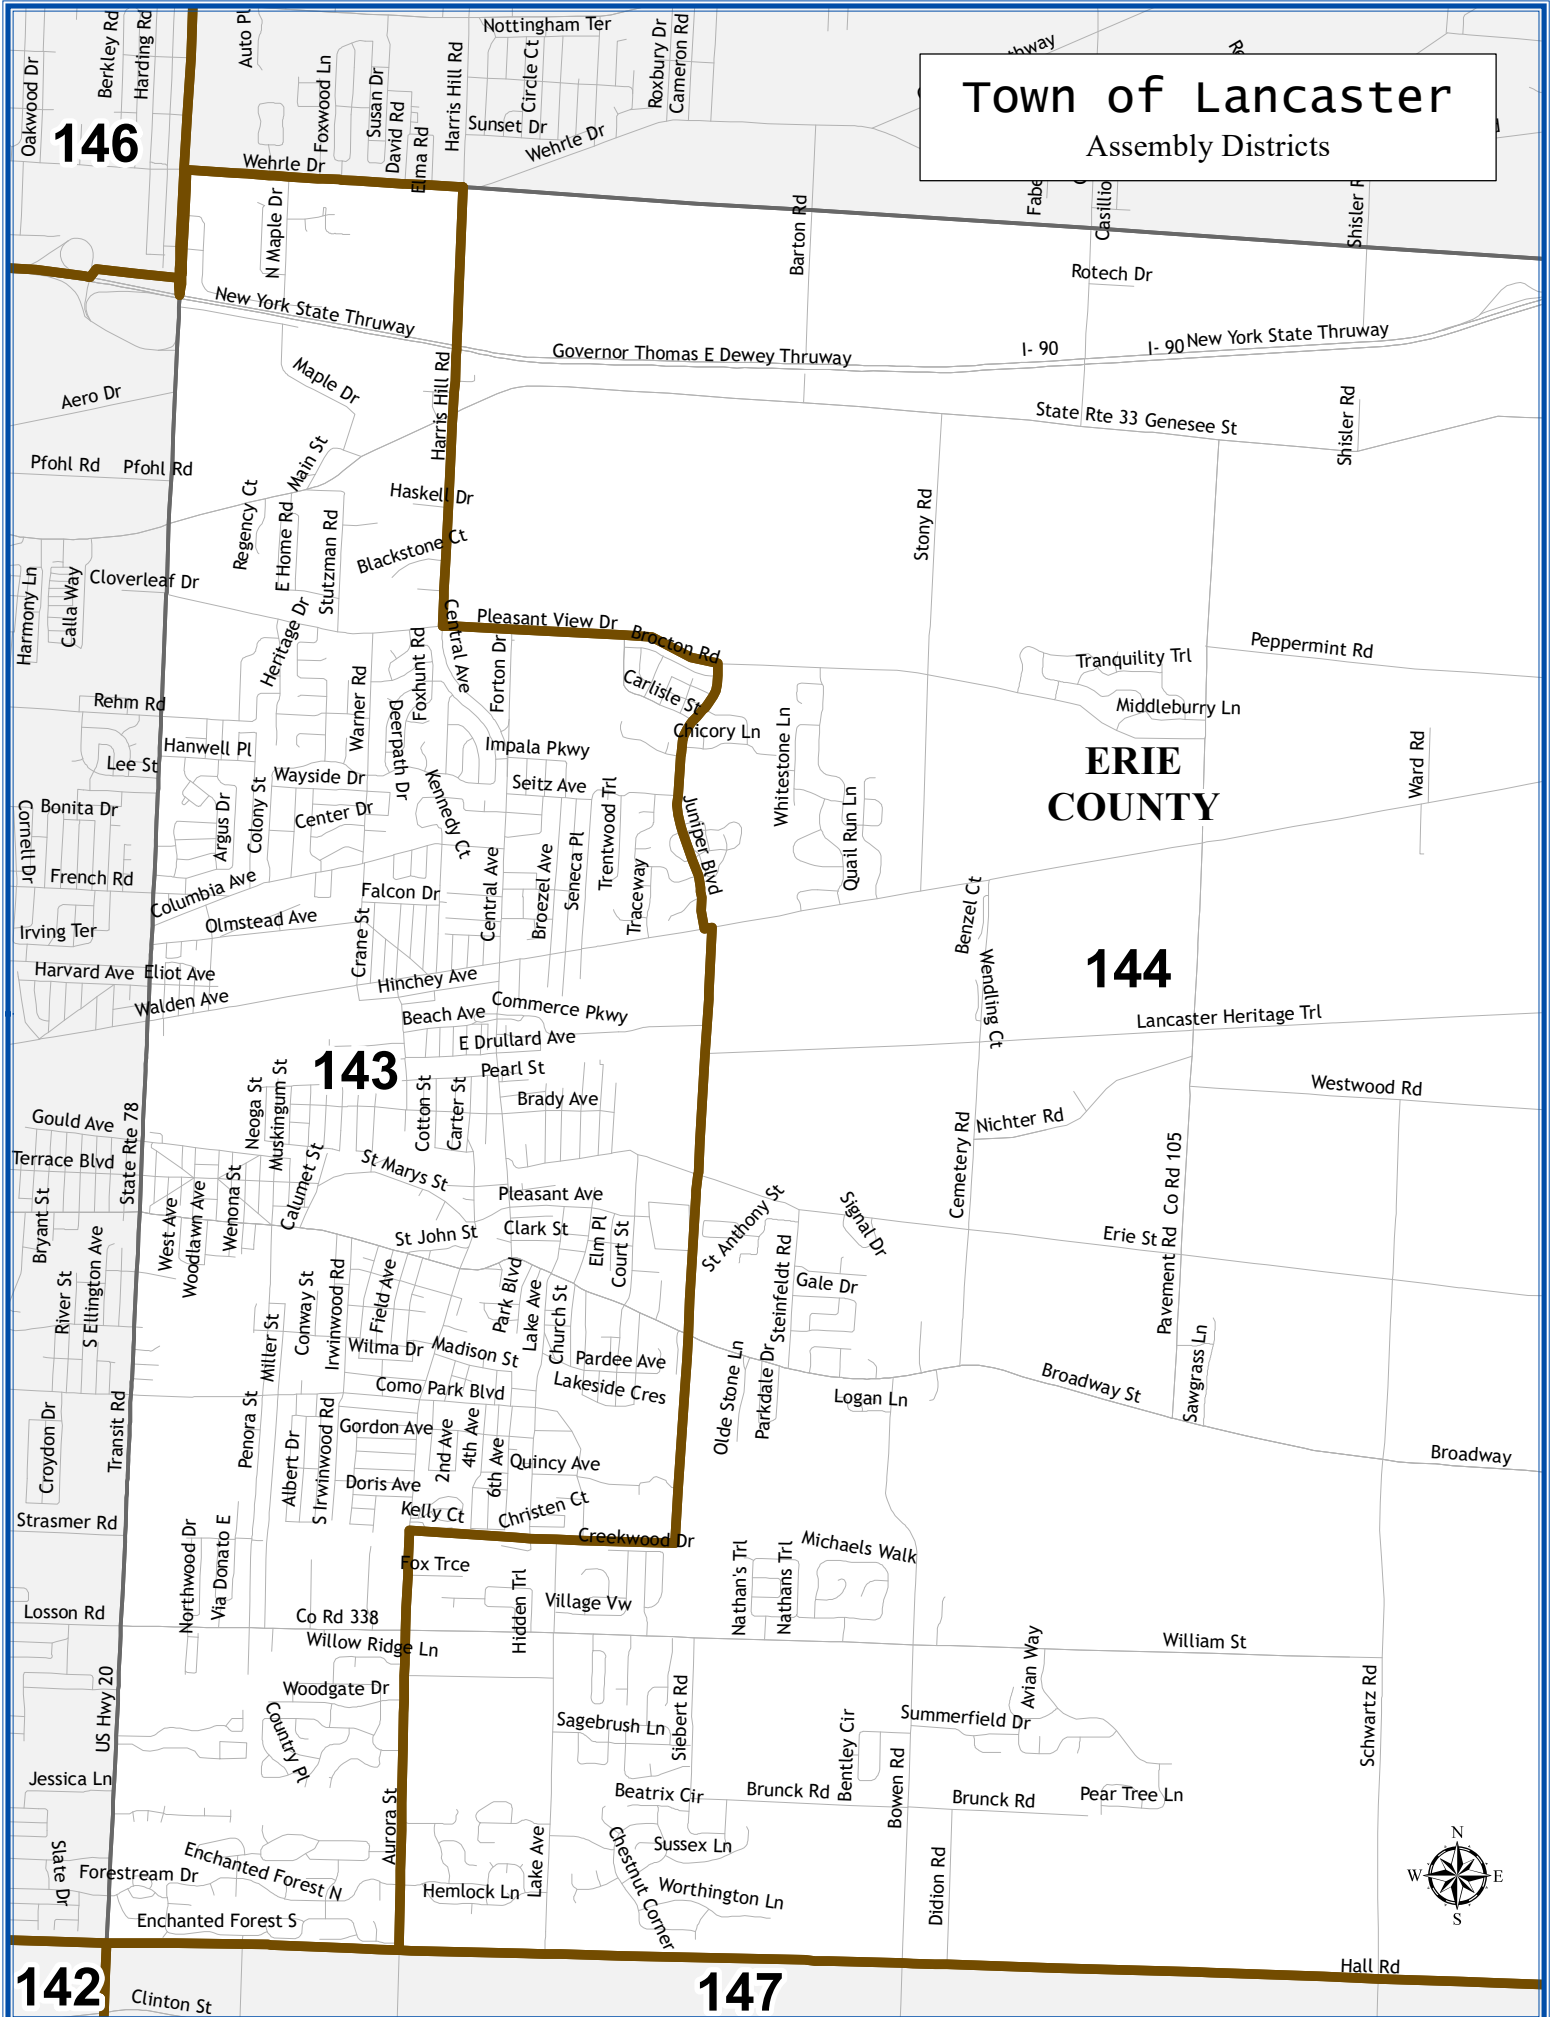 Town of Lancaster
Assembly Districts
Nottingham Ter
Auto Pl
Berkley Rd
Harding Rd
Oakwood Dr
Foxwood Ln
Susan Dr
David Rd
Elma Rd
Harris Hill Rd
Circle Ct
Sunset Dr
Roxbury Dr
Cameron Rd
Wehrle Dr
146
Wehrle Dr
N Maple Dr
Barton Rd
Casillio
Shisler R
Rotech Dr
New York State Thruway
Governor Thomas E Dewey Thruway
I- 90
I- 90
New York State Thruway
Maple Dr
Harris Hill Rd
Aero Dr
State Rte 33 Genesee St
Shisler Rd
Pfohl Rd
Pfohl Rd
Main St
Haskell Dr
Regency Ct
E Home Rd
Stutzman Rd
Stony Rd
Blackstone Ct
Harmony Ln
Calla Way
Cloverleaf Dr
Heritage Dr
Central Ave
Pleasant View Dr
Brocton Rd
Foxhunt Rd
Forton Dr
Warner Rd
Carlisle St
Tranquility Trl
Peppermint Rd
Middleburry Ln
Rehm Rd
Deerpath Dr
Hanwell Pl
Impala Pkwy
Chicory Ln
Whitestone Ln
ERIE
COUNTY
Ward Rd
Lee St
Wayside Dr
Seitz Ave
Kennedy Ct
Trentwood Trl
Bonita Dr
Cornell Dr
Argus Dr
Colony St
Center Dr
Juniper Blvd
Quail Run Ln
French Rd
Columbia Ave
Falcon Dr
Central Ave
Broezel Ave
Seneca Pl
Traceway
Olmstead Ave
Irving Ter
Crane St
Benzel Ct
Harvard Ave
Eliot Ave
Hinchey Ave
144
Walden Ave
Commerce Pkwy
Beach Ave
Wendling Ct
Lancaster Heritage Trl
E Drullard Ave
143
Pearl St
Neoga St
Muskingum St
Cotton St
Carter St
Brady Ave
Westwood Rd
Gould Ave
State Rte 78
Nichter Rd
Cemetery Rd
Terrace Blvd
Calumet St
St Marys St
Co Rd 105
Bryant St
West Ave
Woodlawn Ave
Wenona St
Pleasant Ave
St Anthony St
Signal Dr
St John St
Clark St
Elm Pl
Court St
Erie St
Pavement Rd
S Ellington Ave
River St
Conway St
Irwinwood Rd
Field Ave
Park Blvd
Lake Ave
Church St
Steinfeldt Rd
Gale Dr
Miller St
Wilma Dr
Madison St
Pardee Ave
Olde Stone Ln
Parkdale Dr
Sawgrass Ln
Como Park Blvd
Lakeside Cres
Logan Ln
Broadway St
Croydon Dr
Transit Rd
Penora St
Albert Dr
S Irwinwood Rd
Gordon Ave
2nd Ave
4th Ave
6th Ave
Quincy Ave
Broadway
Doris Ave
Strasmer Rd
Kelly Ct
Christen Ct
Northwood Dr
Via Donato E
Creekwood Dr
Fox Trce
Nathan's Trl
Nathans Trl
Michaels Walk
Losson Rd
Co Rd 338
Hidden Trl
Village Vw
Willow Ridge Ln
William St
Avian Way
US Hwy 20
Woodgate Dr
Country Pl
Siebert Rd
Sagebrush Ln
Summerfield Dr
Schwartz Rd
Bentley Cir
Bowen Rd
Jessica Ln
Aurora St
Beatrix Cir
Brunck Rd
Brunck Rd
Pear Tree Ln
Slate Dr
Enchanted Forest N
Forestream Dr
Hemlock Ln
Lake Ave
Chestnut Corner
Sussex Ln
Worthington Ln
Didion Rd
N
W
E
S
Enchanted Forest S
Hall Rd
142
Clinton St
147